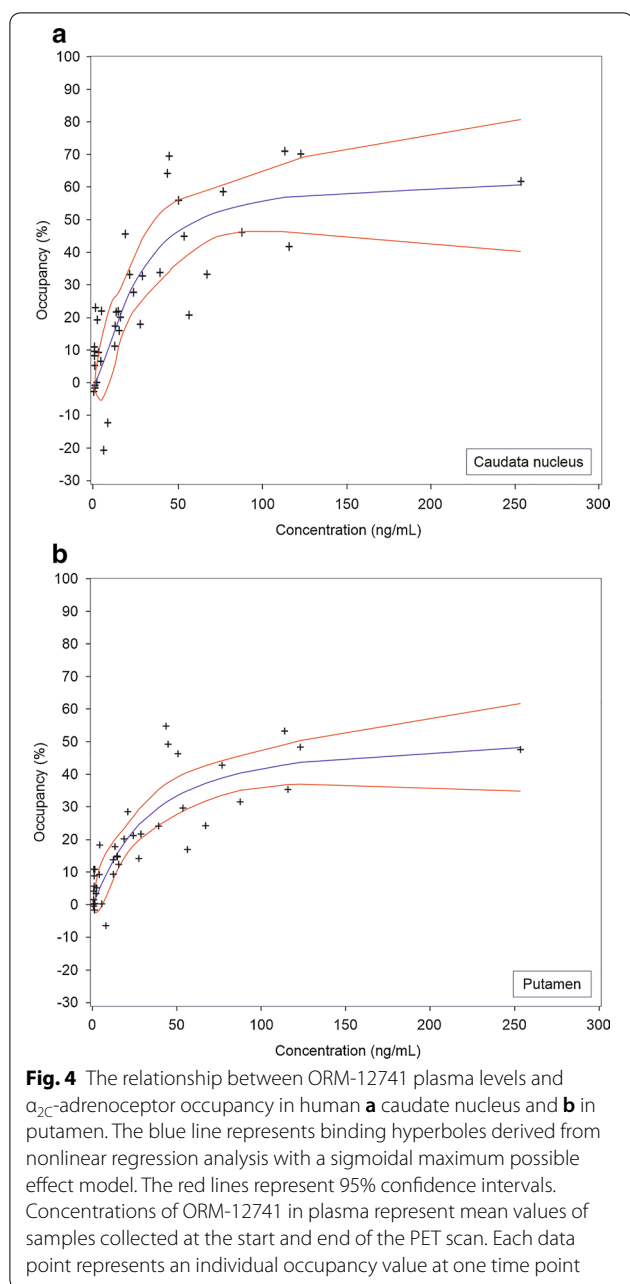 a
100
90
80
70
60
50
40
30
20
10
0
10
20
30
Occupancy (%)
0 50 100 150 200 250 300
Concentration (ng/mL)
Caudata nucleus
b
100
90
80
70
60
50
40
30
20
10
0
-10
-20
-30
Occupancy (%)
0 50 100 150 200 250 300
Concentration (ng/mL)
Putamen
Fig. 4 The relationship between ORM-12741 plasma levels and
α2C-adrenoceptor occupancy in human a caudate nucleus and b in
putamen. The blue line represents binding hyperboles derived from
nonlinear regression analysis with a sigmoidal maximum possible
effect model. The red lines represent 95% confidence intervals.
Concentrations of ORM-12741 in plasma represent mean values of
samples collected at the start and end of the PET scan. Each data
point represents an individual occupancy value at one time point